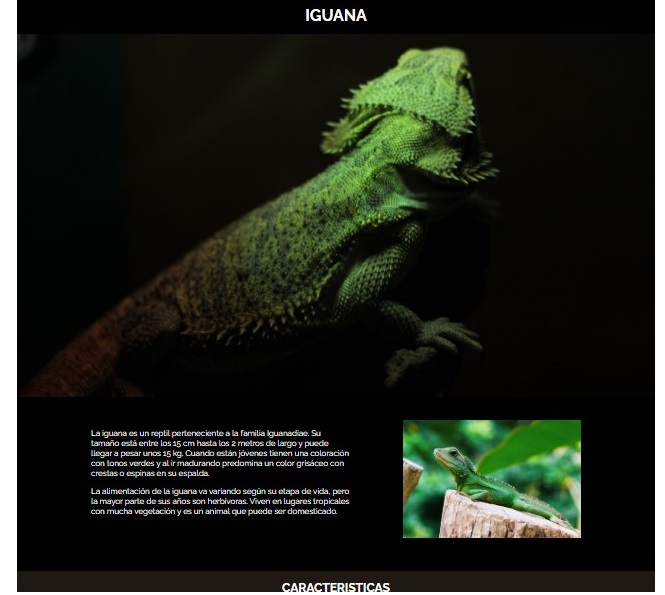 IGUANA
La iguana es un reptil perteneciente a la familia Iguanadiae. Su
tamaño está entre los 15 cm hasta los 2 metros de largo y puede
llegar a pesar unos 15 kg. Cuando están jóvenes tienen una coloración
con tonos verdes y al ir madurando predomina un color grisáceo con
crestas o espinas en su espalda.
La alimentación de la iguana va variando según su etapa de vida, pero
la mayor parte de sus años son herbívoras. Viven en lugares tropicales
con mucha vegetación y es un animal que puede ser domesticado.
CARACTERISTICAS